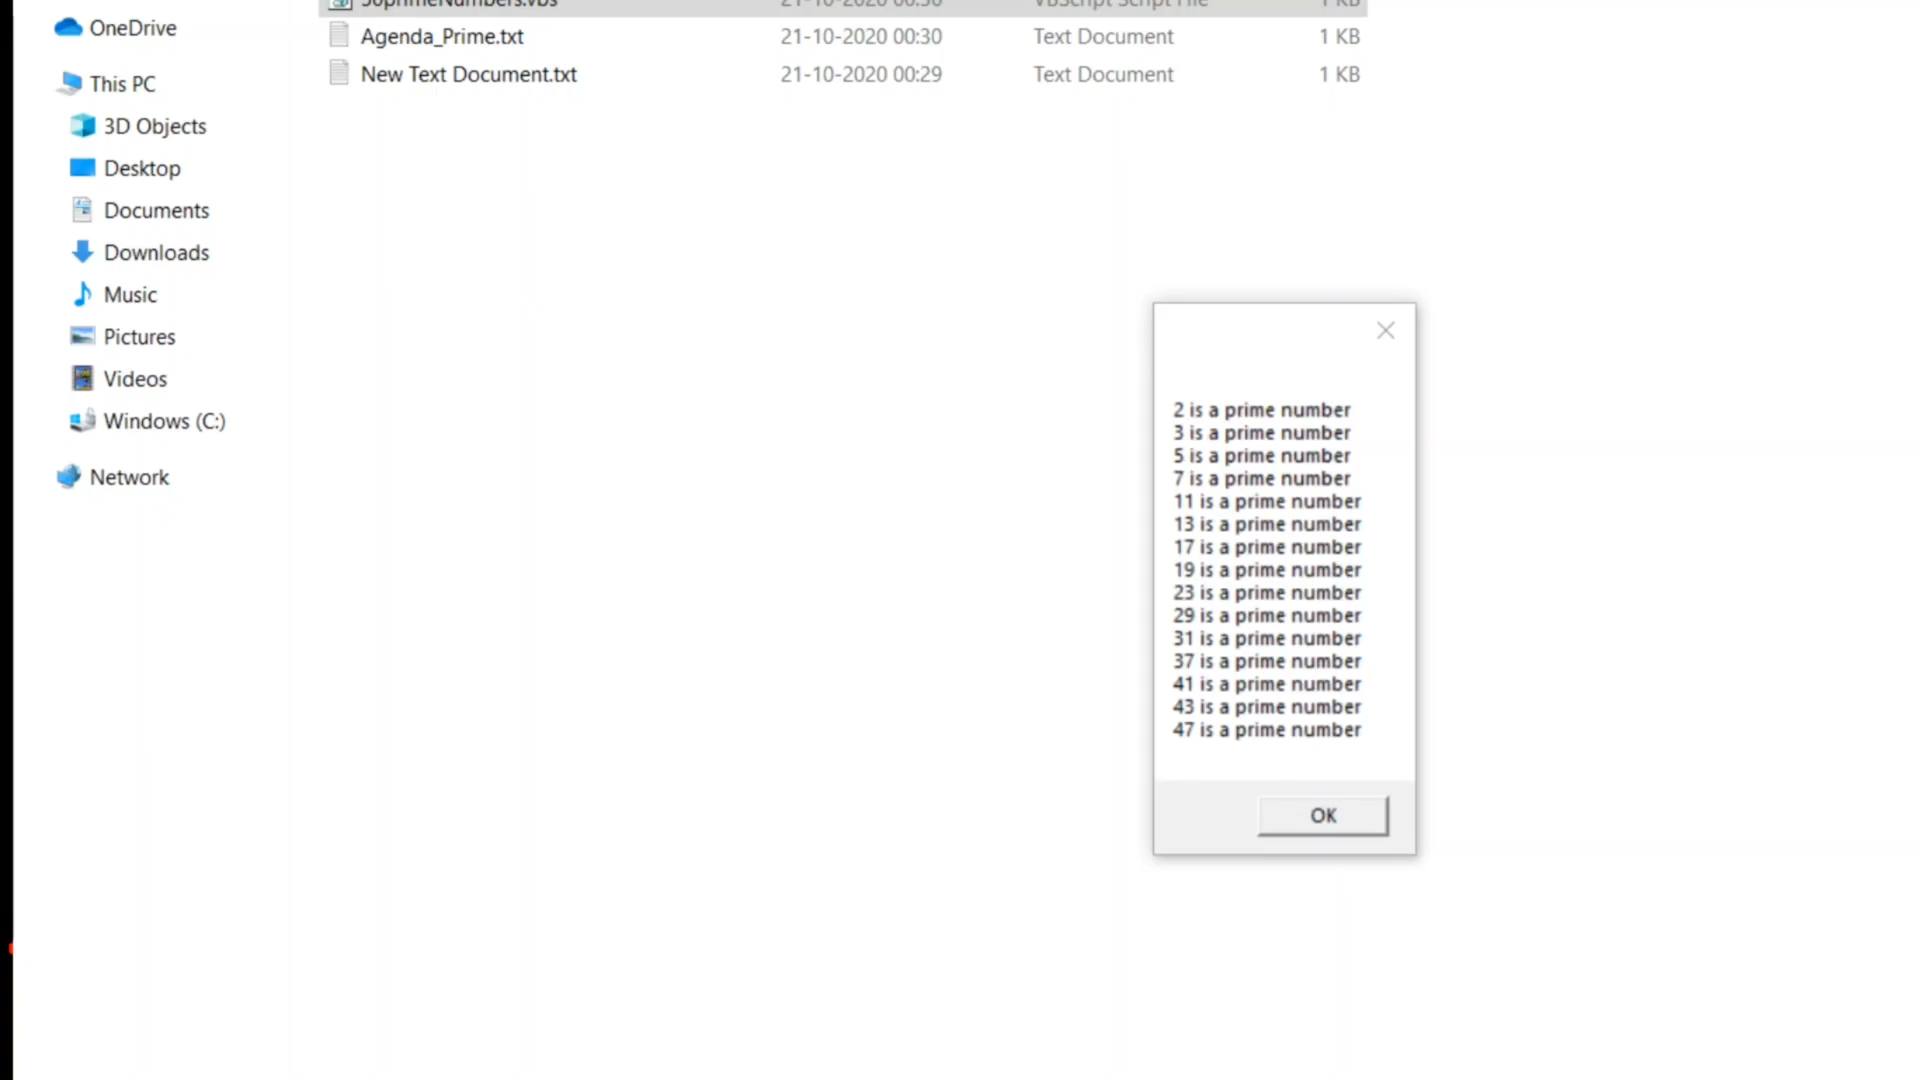 OneDrive
This PC
3D Objects
Desktop
Documents
Downloads
Music
Pictures
Videos
Windows (C:)
Network
Agenda_Prime.txt 21-10-2020 00:30 Text Document 1 KB
New Text Document.txt 21-10-2020 00:29 Text Document 1 KB
2 is a prime number
3 is a prime number
5 is a prime number
7 is a prime number
11 is a prime number
13 is a prime number
17 is a prime number
19 is a prime number
23 is a prime number
29 is a prime number
31 is a prime number
37 is a prime number
41 is a prime number
43 is a prime number
47 is a prime number
OK